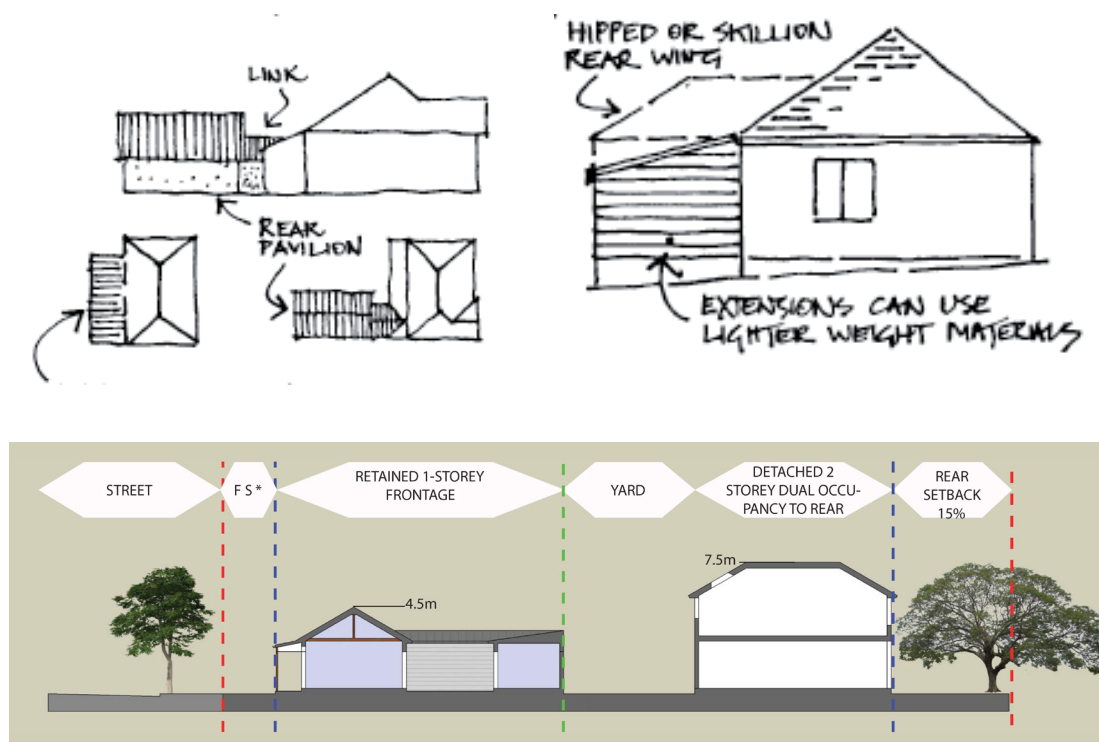 LINK
REAR
PAVILION
HIPPED OR SKILLION
REAR WING
EXTENSIONS CAN USE
LIGHTER WEIGHT MATERIALS
STREET
F S *
RETAINED 1-STOREY
FRONTAGE
YARD
DETACHED 2
STOREY DUAL OCCU-
PANCY TO REAR
REAR
SETBACK
15%
4.5m
7.5m